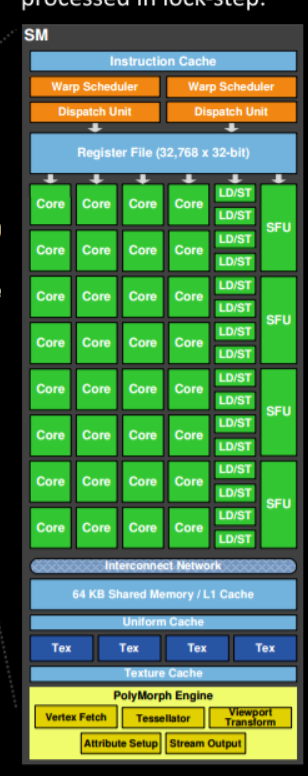 processed in lock-step.
SM
Instruction Cache
Warp Scheduler Warp Scheduler
Dispatch Unit Dispatch Unit
Register File (32,768 x 32-bit)
Core Core Core Core LD/ST LD/ST SFU
Core Core Core Core LD/ST LD/ST
Core Core Core Core LD/ST LD/ST SFU
Core Core Core Core LD/ST LD/ST
Core Core Core Core LD/ST LD/ST SFU
Core Core Core Core LD/ST LD/ST
Core Core Core Core LD/ST LD/ST SFU
Core Core Core Core LD/ST LD/ST
Interconnect Network
64 KB Shared Memory / L1 Cache
Uniform Cache
Tex Tex Tex Tex
Texture Cache
PolyMorph Engine
Vertex Fetch Tessellator Viewport Transform
Attribute Setup Stream Output